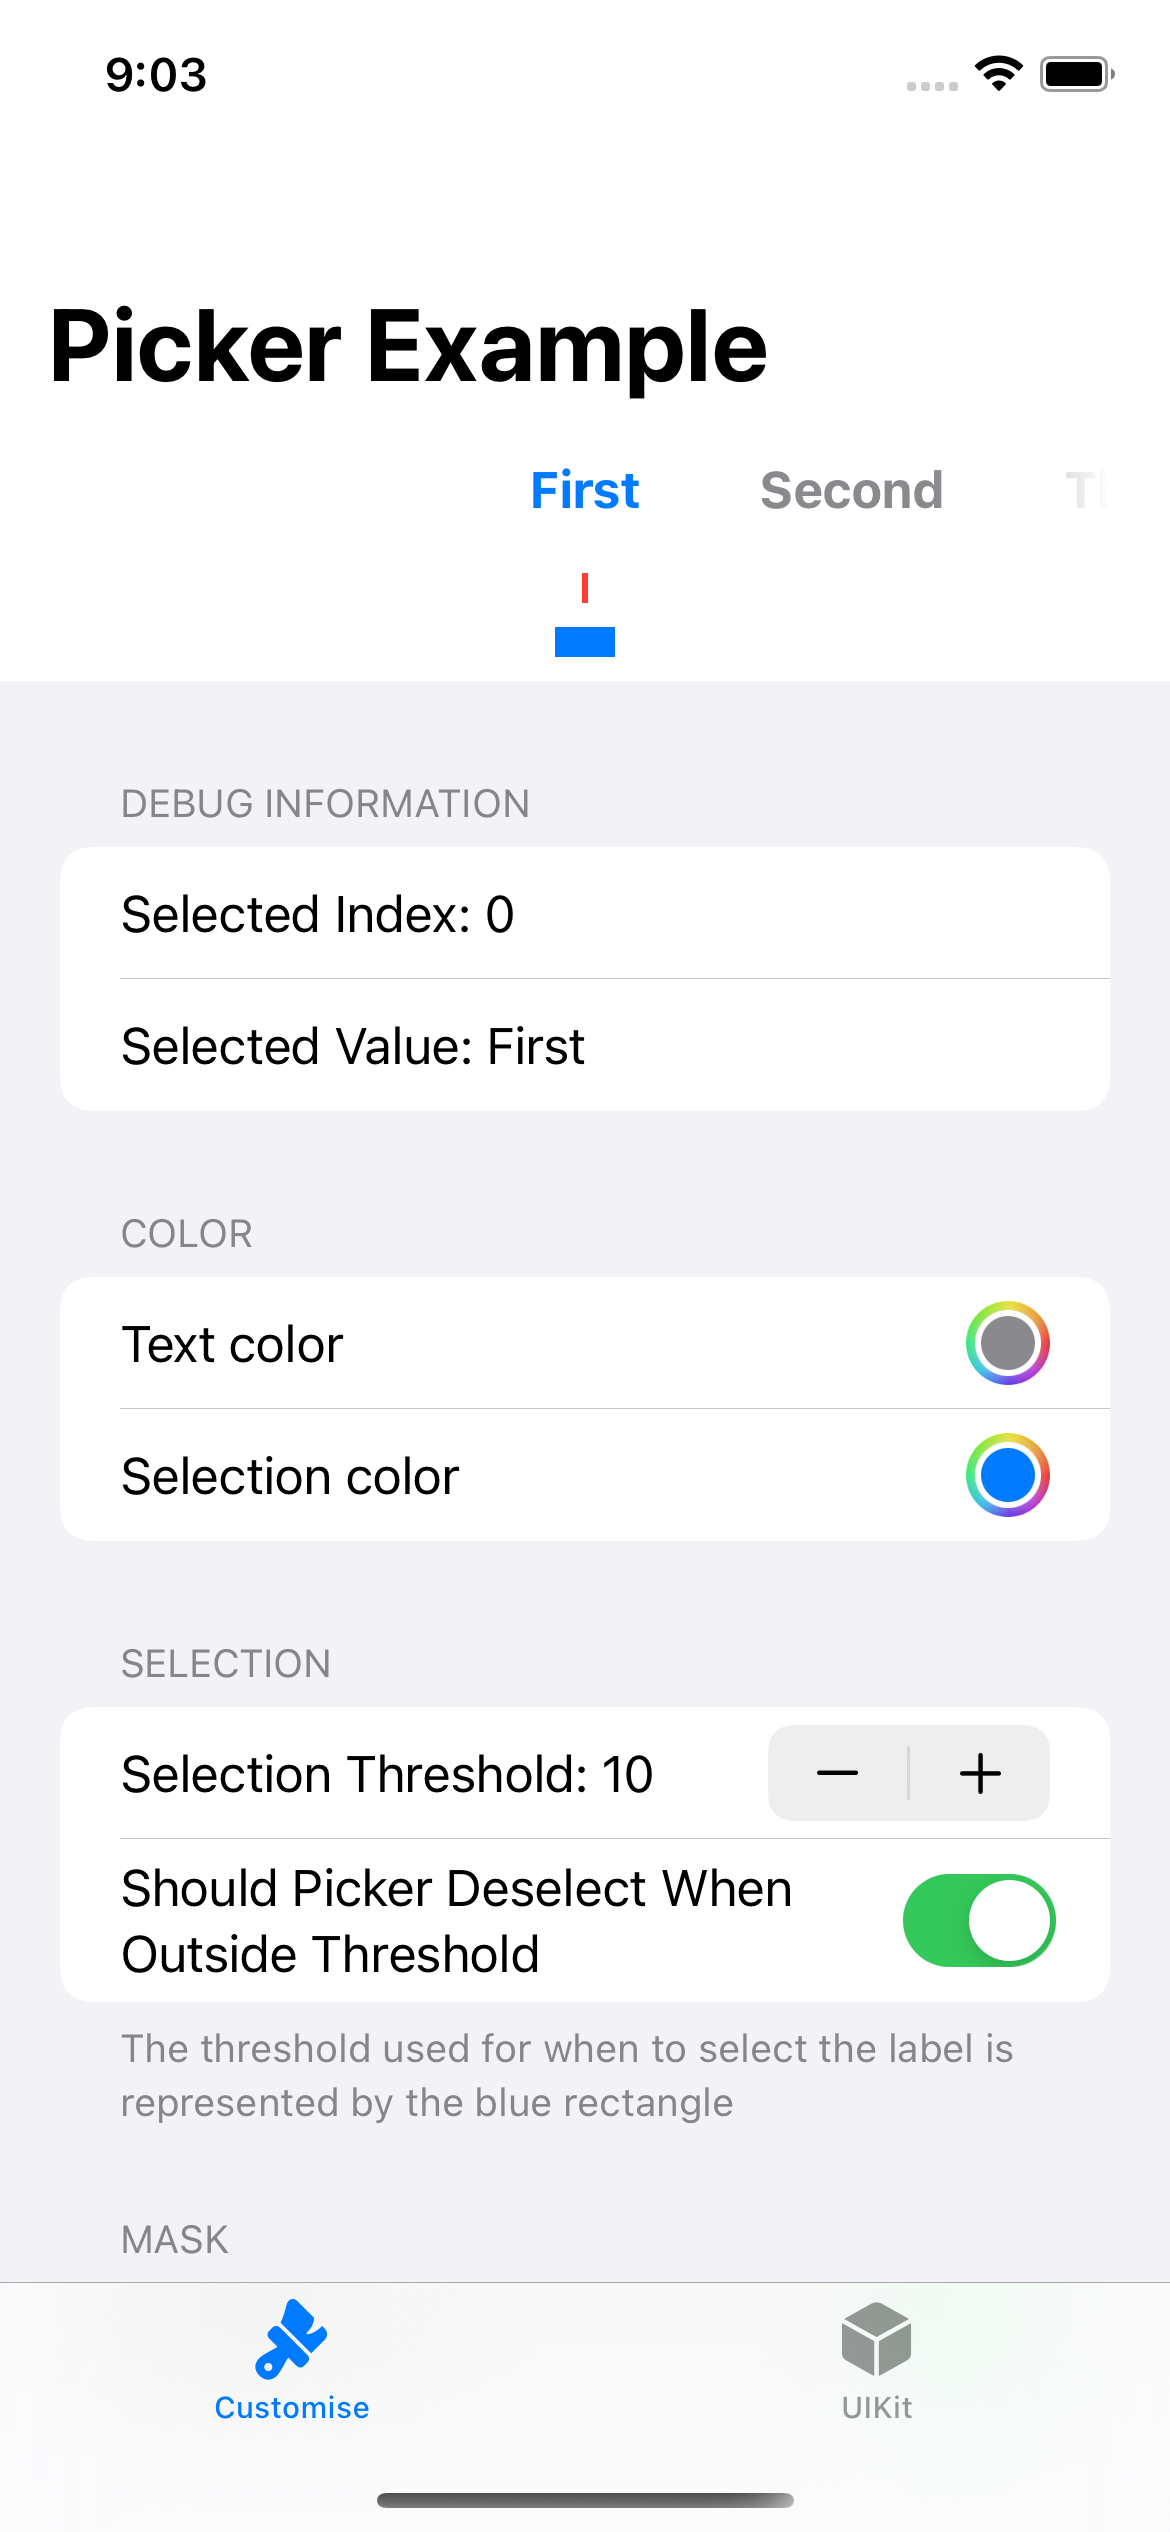 9:03
Picker Example
First Second
DEBUG INFORMATION
Selected Index: 0
Selected Value: First
COLOR
Text color
Selection color
SELECTION
Selection Threshold: 10
Should Picker Deselect When
Outside Threshold
The threshold used for when to select the label is
represented by the blue rectangle
MASK
Customise UIKit